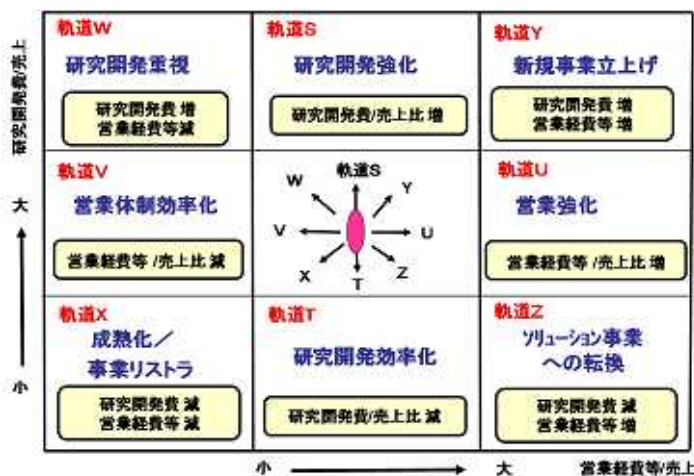 研究開発費/売上
大
小
軌道W
研究開発重視
研究開発費 増
営業経費等減
軌道S
研究開発強化
研究開発費/売上比 増
軌道Y
新規事業立上げ
研究開発費 増
営業経費等 増
軌道V
営業体制効率化
営業経費等 /売上比 減
軌道S
W
Y
V
U
X
T
Z
軌道U
営業強化
営業経費等 /売上比 増
軌道X
成熟化/
事業リストラ
研究開発費 減
営業経費等 減
軌道T
研究開発効率化
研究開発費/売上比 減
軌道Z
ソリューション事業
への転換
研究開発費 減
営業経費等 増
小
大
営業経費等/売上